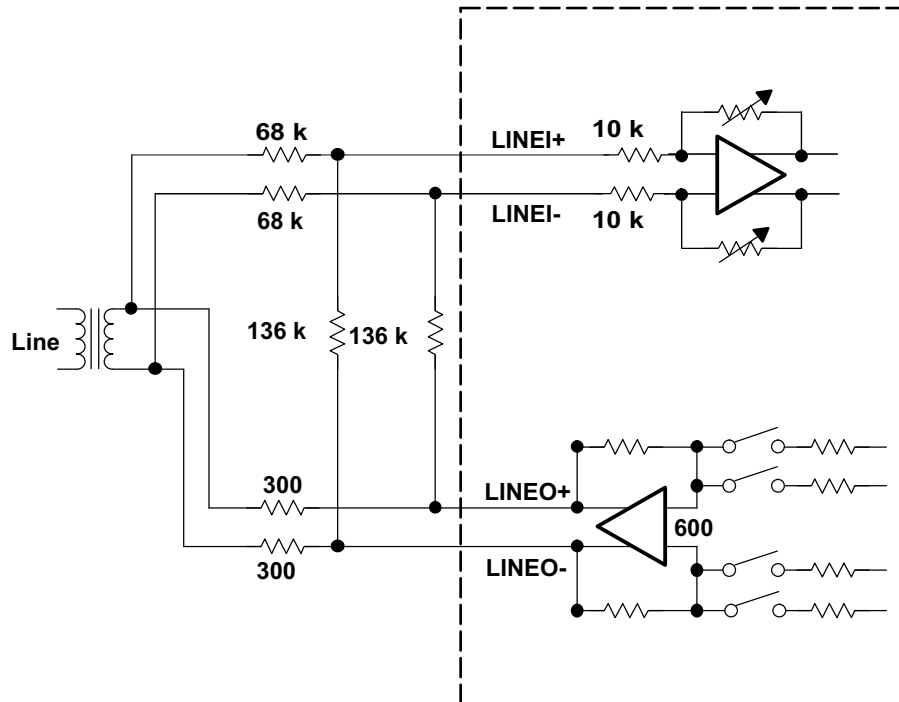 68 k
LINEI+
10 k
68 k
LINEI-
10 k
Line
136 k
136 k
300
LINEO+
600
300
LINEO-